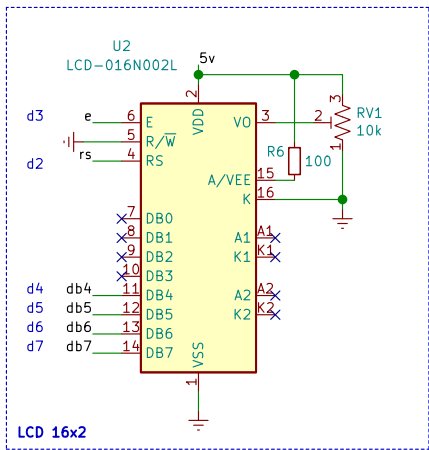 U2
LCD-016N002L
5v
d3 e 6 E 2 VDD VO 3 2 3 RV1
1 10k
5 R/W
d2 rs 4 RS R6 100
A/VEE 15
K 16
7 DB0
8 DB1 A1 A1
9 DB2 K1 K1
10 DB3
d4 db4 11 DB4 A2 A2
d5 db5 12 DB5 K2 K2
d6 db6 13 DB6
d7 db7 14 DB7 VSS
1
LCD 16x2